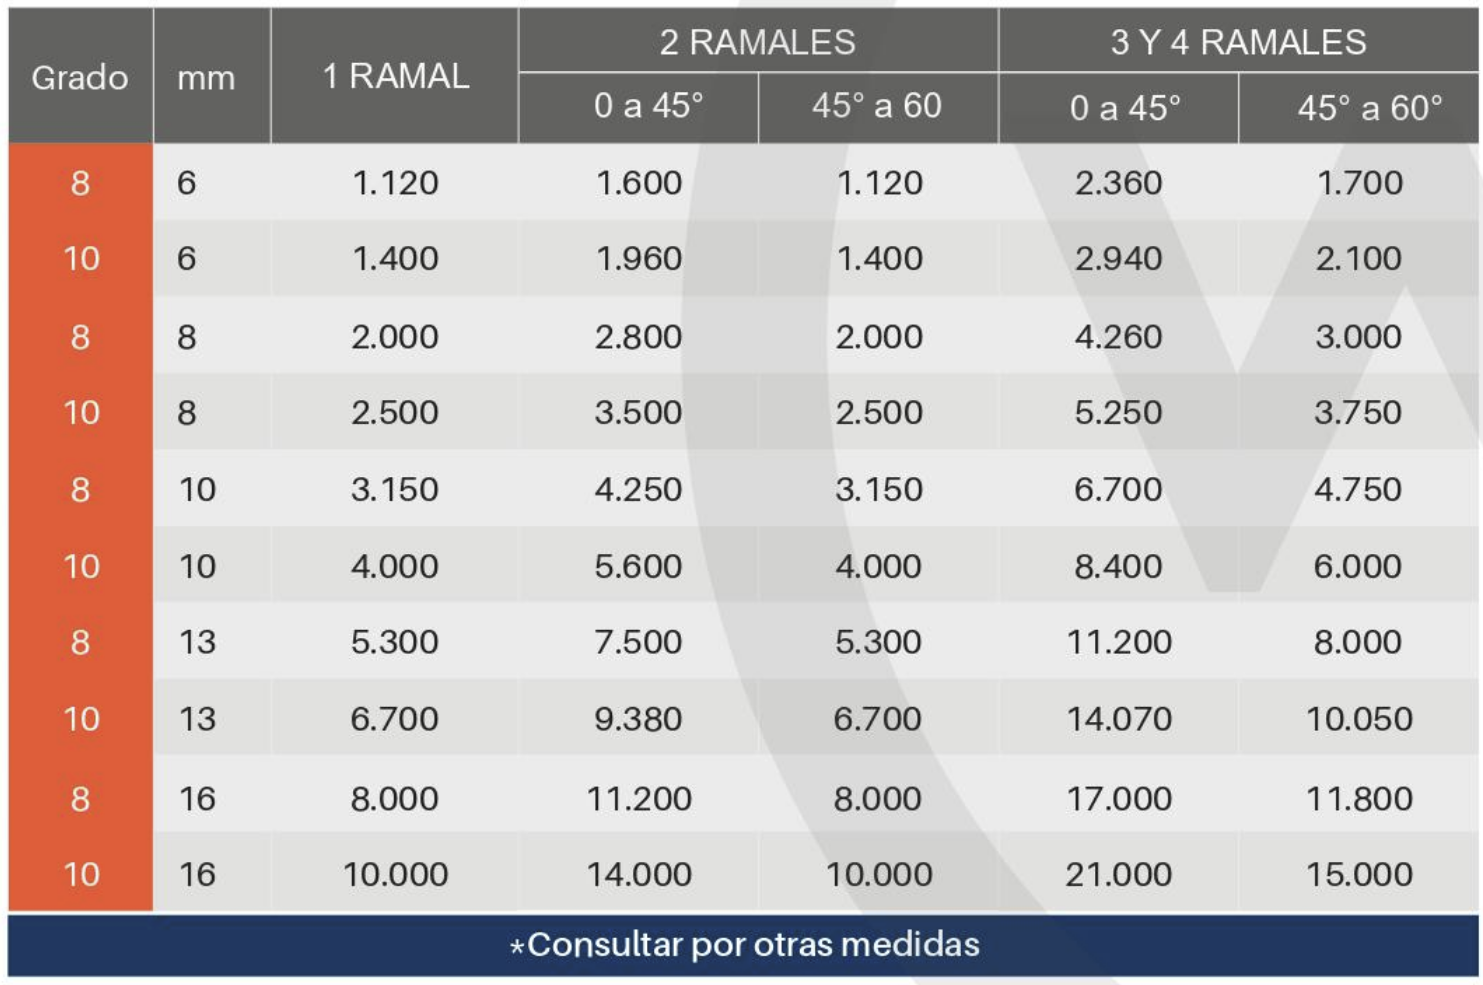 Grado mm 1 RAMAL 2 RAMALES 3 Y 4 RAMALES
0 a 45° 45° a 60 0 a 45° 45° a 60°
8 6 1.120 1.600 1.120 2.360 1.700
10 6 1.400 1.960 1.400 2.940 2.100
8 8 2.000 2.800 2.000 4.260 3.000
10 8 2.500 3.500 2.500 5.250 3.750
8 10 3.150 4.250 3.150 6.700 4.750
10 10 4.000 5.600 4.000 8.400 6.000
8 13 5.300 7.500 5.300 11.200 8.000
10 13 6.700 9.380 6.700 14.070 10.050
8 16 8.000 11.200 8.000 17.000 11.800
10 16 10.000 14.000 10.000 21.000 15.000
*Consultar por otras medidas